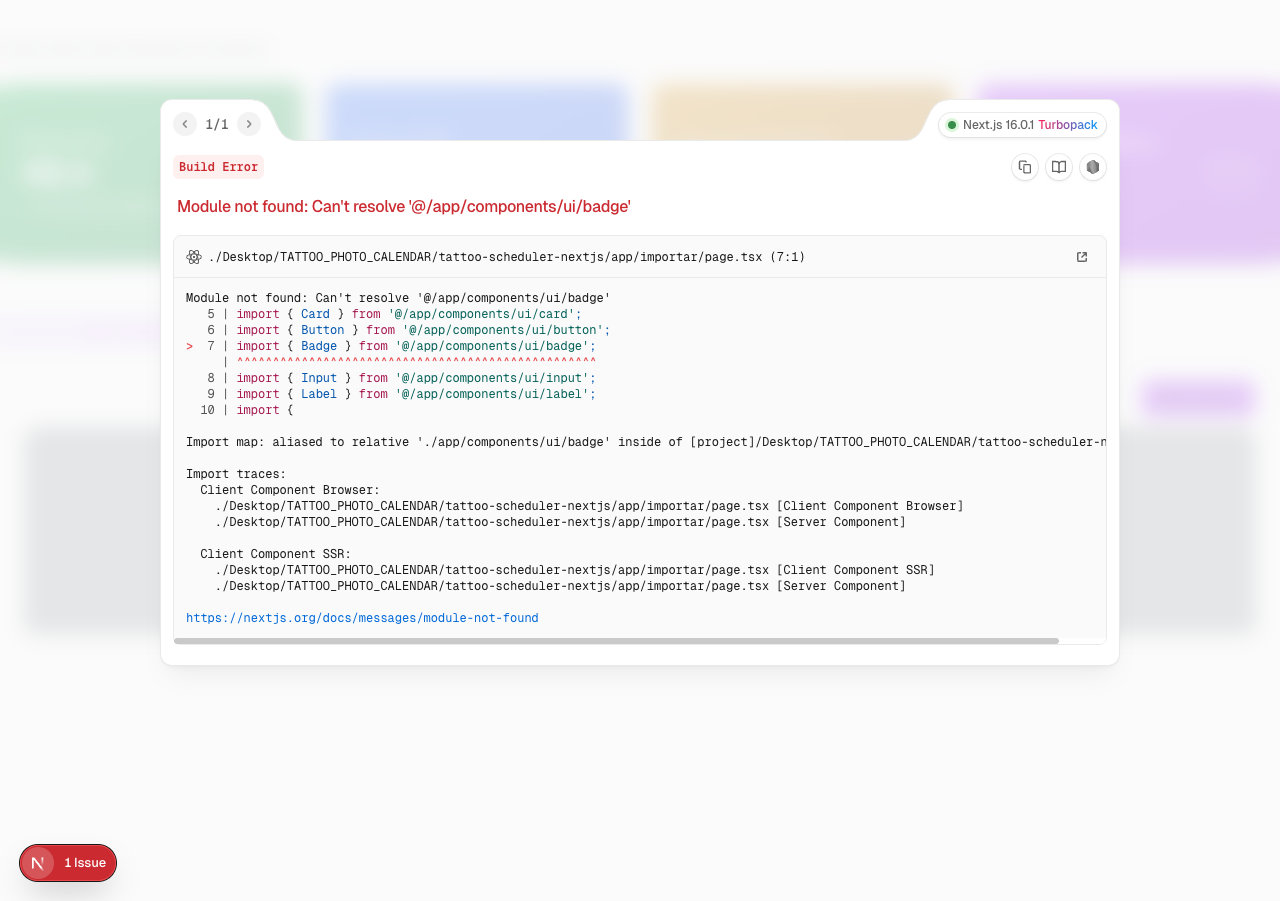 1/1
Next.js 16.0.1 Turbopack
Build Error
Module not found: Can't resolve '@/app/components/ui/badge'
./Desktop/TATTOO_PHOTO_CALENDAR/tattoo-scheduler-nextjs/app/importar/page.tsx (7:1)
Module not found: Can't resolve '@/app/components/ui/badge'
5 | import { Card } from '@/app/components/ui/card';
6 | import { Button } from '@/app/components/ui/button';
> 7 | import { Badge } from '@/app/components/ui/badge';
| ^^^^^^^^^^^^^^^^^^^^^^^^^^^^^^^^^^^^^^^^^^^^^^^^^^
8 | import { Input } from '@/app/components/ui/input';
9 | import { Label } from '@/app/components/ui/label';
10 | import {
Import map: aliased to relative './app/components/ui/badge' inside of [project]/Desktop/TATTOO_PHOTO_CALENDAR/tattoo-scheduler-n
Import traces:
Client Component Browser:
./Desktop/TATTOO_PHOTO_CALENDAR/tattoo-scheduler-nextjs/app/importar/page.tsx [Client Component Browser]
./Desktop/TATTOO_PHOTO_CALENDAR/tattoo-scheduler-nextjs/app/importar/page.tsx [Server Component]
Client Component SSR:
./Desktop/TATTOO_PHOTO_CALENDAR/tattoo-scheduler-nextjs/app/importar/page.tsx [Client Component SSR]
./Desktop/TATTOO_PHOTO_CALENDAR/tattoo-scheduler-nextjs/app/importar/page.tsx [Server Component]
https://nextjs.org/docs/messages/module-not-found
N 1 Issue